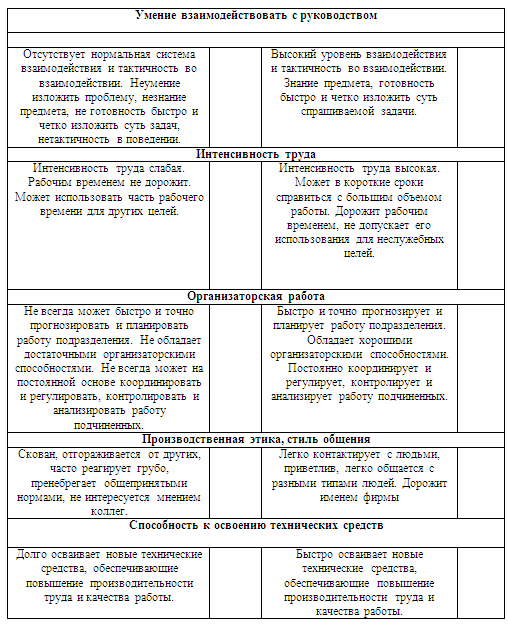 Умение взаимодействовать с руководством
Отсутствует нормальная система
взаимодействия и тактичность во
взаимодействии. Неумение
изложить проблему, незнание
предмета, не готовность быстро и
четко изложить суть задач,
нетактичность в поведении.
Высокий уровень взаимодействия
и тактичность во взаимодействии.
Знание предмета, готовность
быстро и четко изложить суть
спрашиваемой задачи.
Интенсивность труда
Интенсивность труда слабая.
Рабочим временем не дорожит.
Может использовать часть рабочего
времени для других целей.
Интенсивность труда высокая.
Может в короткие сроки
справиться с большим объемом
работы. Дорожит рабочим
временем, не допускает его
использования для неслужебных
целей.
Организаторская работа
Не всегда может быстро и точно
прогнозировать и планировать
работу подразделения. Не обладает
достаточными организаторскими
способностями. Не всегда может на
постоянной основе координировать
и регулировать, контролировать и
анализировать работу
подчиненных.
Быстро и точно прогнозирует и
планирует работу подразделения.
Обладает хорошими
организаторскими способностями.
Постоянно координирует и
регулирует, контролирует и
анализирует работу подчиненных.
Производственная этика, стиль общения
Скован, отгораживается от других,
часто реагирует грубо,
пренебрегает общепринятыми
нормами, не интересуется мнением
коллег.
Легко контактирует с людьми,
приветлив, легко общается с
разными типами людей. Дорожит
именем фирмы
Способность к освоению технических средств
Долго осваивает новые технические
средства, обеспечивающие
повышение производительности
труда и качества работы.
Быстро осваивает новые
технические средства,
обеспечивающие повышение
производительности труда и
качества работы.